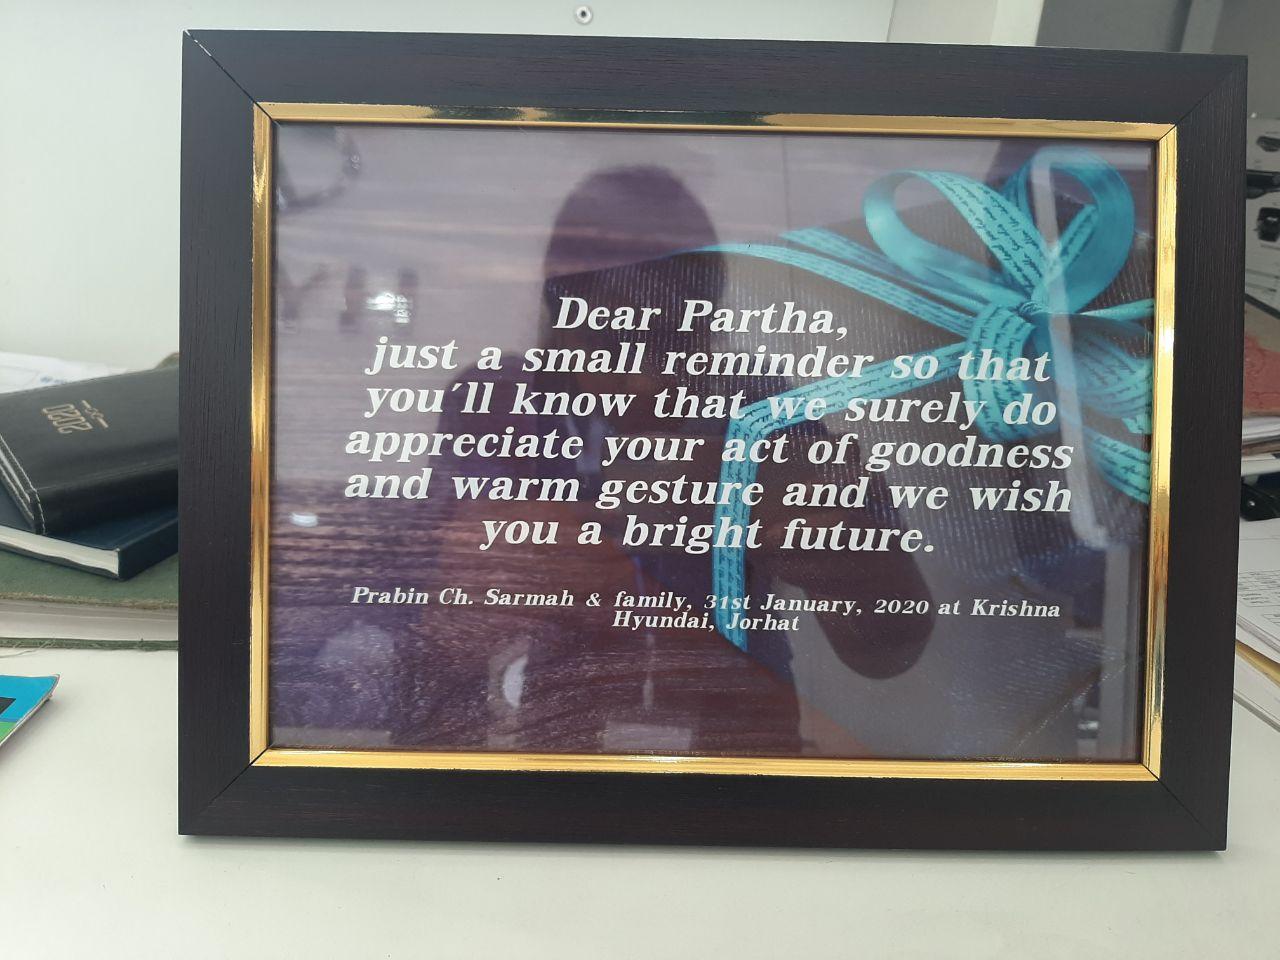 Dear Partha,
just a small reminder so that
you´ll know that we surely do
appreciate your act of goodness
and warm gesture and we wish
you a bright future.
Prabin Ch. Sarmah & family, 31st January, 2020 at Krishna
Hyundai, Jorhat
2020